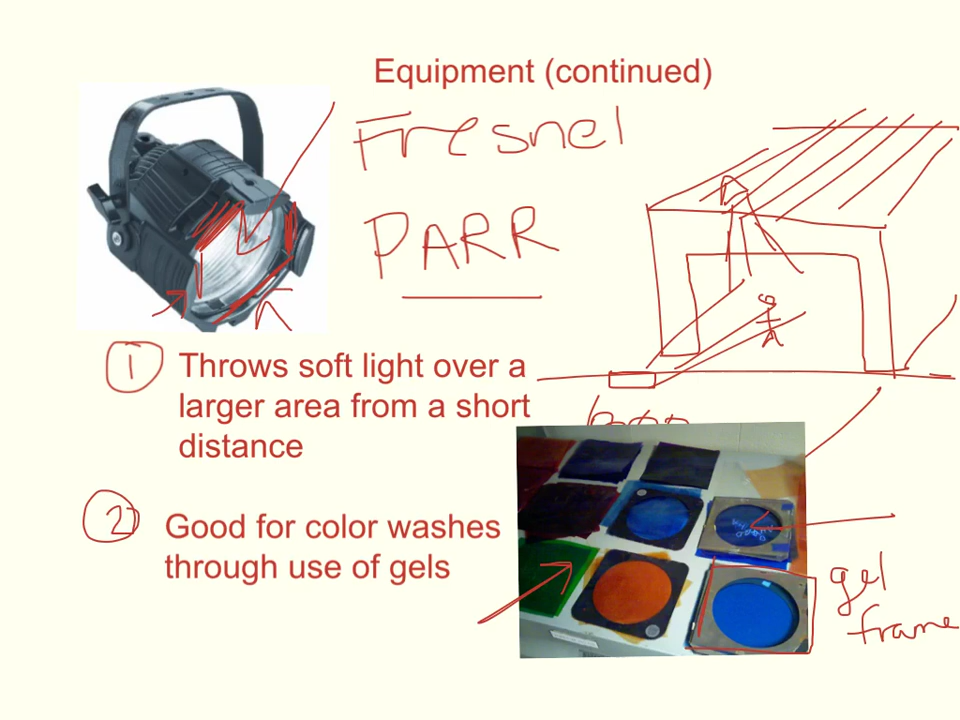 Equipment (continued)
Fresnel
PARR
1 Throws soft light over a
larger area from a short
distance
2 Good for color washes
through use of gels
gel
frame